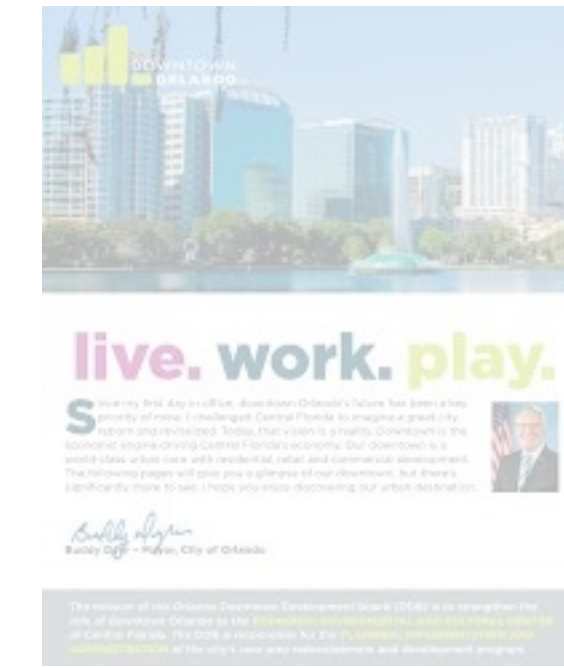 DOWNTOWN
ORLANDO
live. work. play.
Since my first day in office, downtown Orlando's future has been a key
priority of mine. I challenged Central Florida to imagine a great city,
reborn and revitalized. Today, that vision is a reality. Downtown is the
economic engine driving Central Florida's economy. Our downtown is a
world-class urban core with residential, retail and commercial development.
The following pages will give you a glimpse of our downtown, but there's
significantly more to see. I hope you enjoy discovering our urban destination.
Buddy Dyer
Buddy Dyer – Mayor, City of Orlando
The mission of the Orlando Downtown Development Board (DDB) is to strengthen the
role of Downtown Orlando as the ECONOMIC, GOVERNMENTAL AND CULTURAL CENTER
of Central Florida. The DDB is responsible for the PLANNING, IMPLEMENTATION AND
ADMINISTRATION of the city's core area redevelopment and development program.